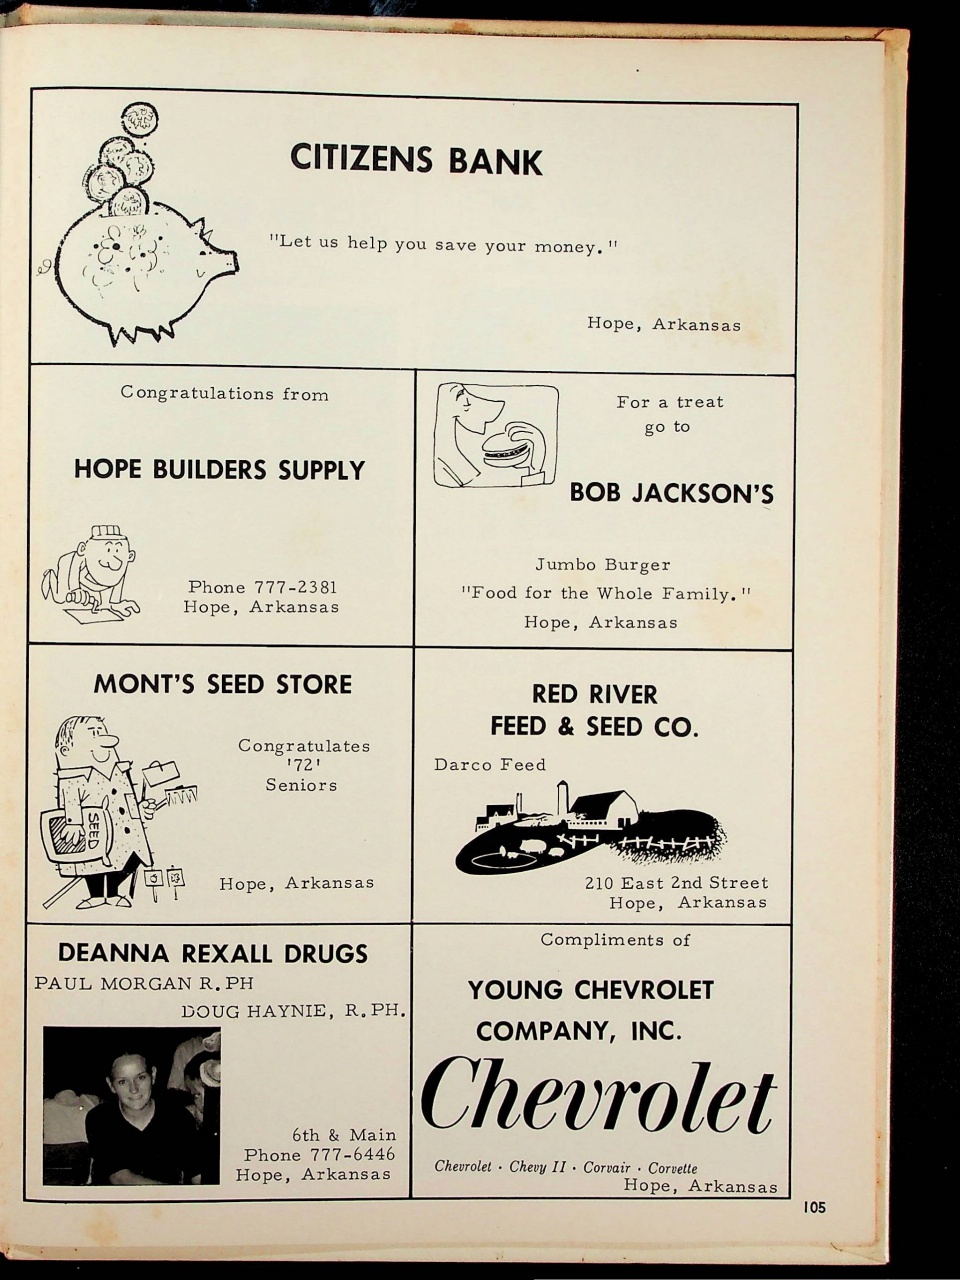 CITIZENS BANK
"Let us help you save your money."
Hope, Arkansas
Congratulations from
HOPE BUILDERS SUPPLY
Phone 777-2381
Hope, Arkansas
For a treat
go to
BOB JACKSON'S
Jumbo Burger
"Food for the Whole Family."
Hope, Arkansas
MONT'S SEED STORE
Congratulates
'72'
Seniors
SEED
Hope, Arkansas
RED RIVER
FEED & SEED CO.
Darco Feed
210 East 2nd Street
Hope, Arkansas
DEANNA REXALL DRUGS
PAUL MORGAN R. PH
DOUG HAYNIE, R. PH.
6th & Main
Phone 777-6446
Hope, Arkansas
Compliments of
YOUNG CHEVROLET
COMPANY, INC.
Chevrolet
Chevrolet · Chevy II · Corvair · Corvette
Hope, Arkansas
105